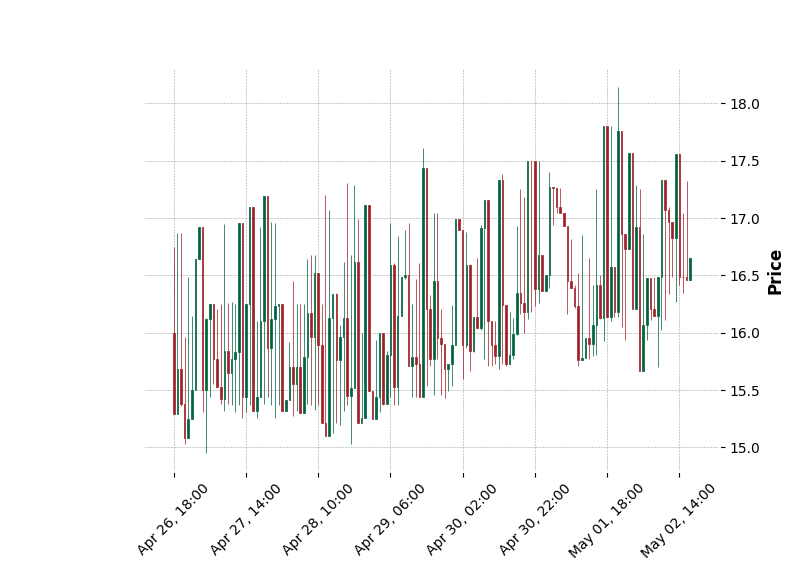 18.0
17.5
17.0
16.5
16.0
15.5
15.0
Price
Apr 26, 18:00
Apr 27, 14:00
Apr 28, 10:00
Apr 29, 06:00
Apr 30, 02:00
Apr 30, 22:00
May 01, 18:00
May 02, 14:00